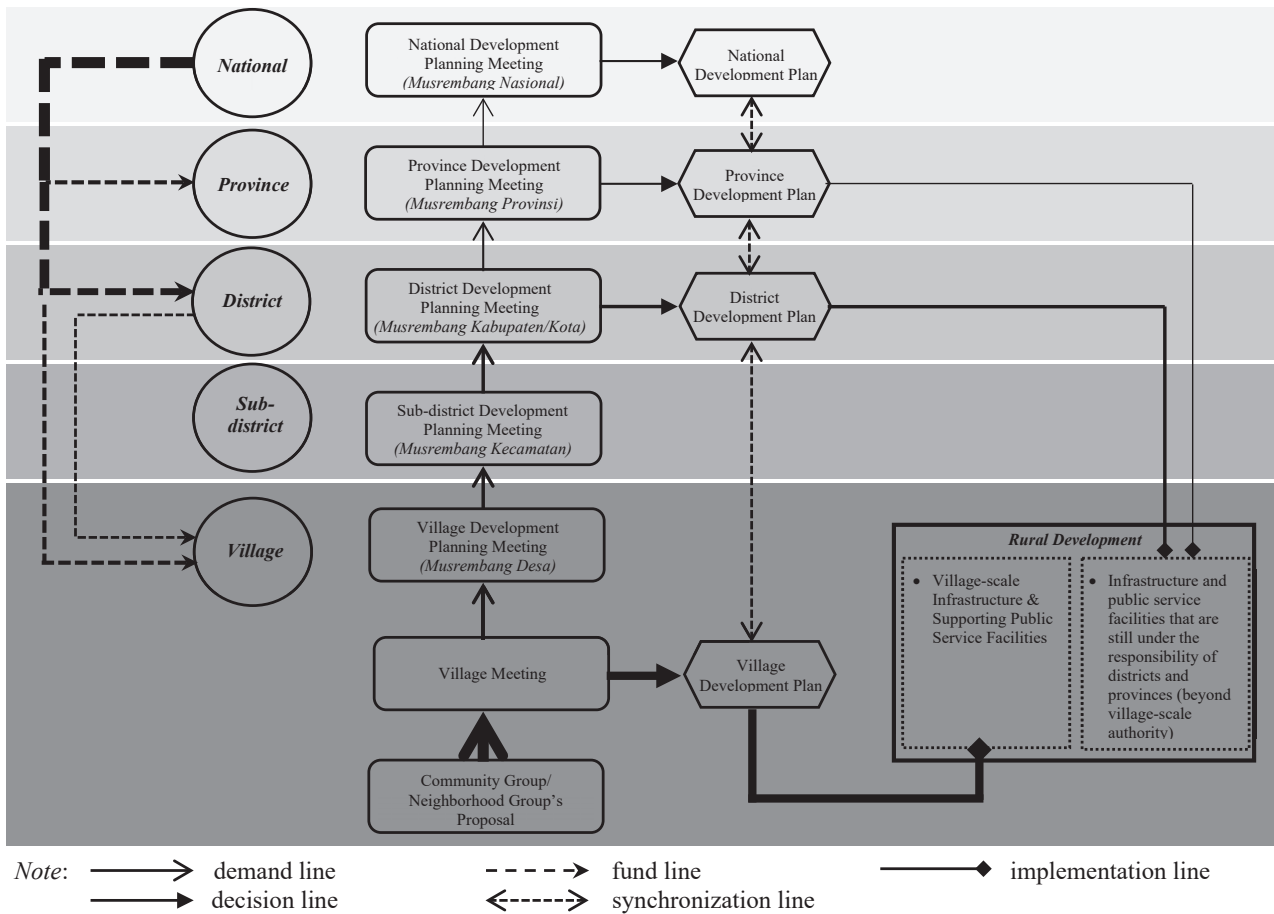 National
National Development
Planning Meeting
(Musrembang Nasional)
National
Development Plan
Province
Province Development
Planning Meeting
(Musrembang Provinsi)
Province
Development Plan
District
District Development
Planning Meeting
(Musrembang Kabupaten/Kota)
District
Development Plan
Sub-
district
Sub-district Development
Planning Meeting
(Musrembang Kecamatan)
Village
Village Development
Planning Meeting
(Musrembang Desa)
Village Meeting
Village
Development Plan
Community Group/
Neighborhood Group's
Proposal
Rural Development
• Village-scale
Infrastructure &
Supporting Public
Service Facilities
• Infrastructure and
public service
facilities that are
still under the
responsibility of
districts and
provinces (beyond
village-scale
authority)
Note:
demand line
fund line
implementation line
decision line
synchronization line